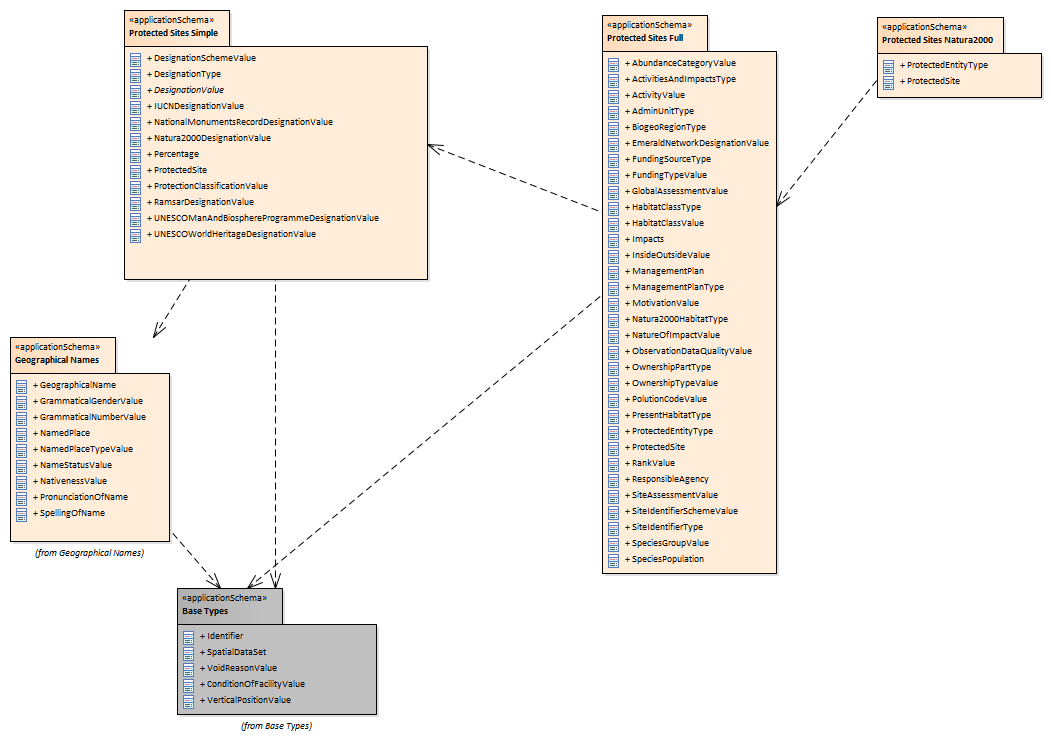 «applicationSchema»
Protected Sites Simple
+ DesignationSchemeValue
+ DesignationType
+ DesignationValue
+ IUCNDesignationValue
+ NationalMonumentsRecordDesignationValue
+ Natura2000DesignationValue
+ Percentage
+ ProtectedSite
+ ProtectionClassificationValue
+ RamsarDesignationValue
+ UNESCOManAndBiosphereProgrammeDesignationValue
+ UNESCOWorldHeritageDesignationValue
«applicationSchema»
Protected Sites Full
+ AbundanceCategoryValue
+ ActivitiesAndImpactsType
+ ActivityValue
+ AdminUnitType
+ BiogeoRegionType
+ EmeraldNetworkDesignationValue
+ FundingSourceType
+ FundingTypeValue
+ GlobalAssessmentValue
+ HabitatClassType
+ HabitatClassValue
+ Impacts
+ InsideOutsideValue
+ ManagementPlan
+ ManagementPlanType
+ MotivationValue
+ Natura2000HabitatType
+ NatureOfImpactValue
+ ObservationDataQualityValue
+ OwnershipPartType
+ OwnershipTypeValue
+ PolutionCodeValue
+ PresentHabitatType
+ ProtectedEntityType
+ ProtectedSite
+ RankValue
+ ResponsibleAgency
+ SiteAssessmentValue
+ SiteIdentifierSchemeValue
+ SiteIdentifierType
+ SpeciesGroupValue
+ SpeciesPopulation
«applicationSchema»
Protected Sites Natura2000
+ ProtectedEntityType
+ ProtectedSite
«applicationSchema»
Geographical Names
+ GeographicalName
+ GrammaticalGenderValue
+ GrammaticalNumberValue
+ NamedPlace
+ NamedPlaceTypeValue
+ NameStatusValue
+ NativenessValue
+ PronunciationOfName
+ SpellingOfName
(from Geographical Names)
«applicationSchema»
Base Types
+ Identifier
+ SpatialDataSet
+ VoidReasonValue
+ ConditionOfFacilityValue
+ VerticalPositionValue
(from Base Types)